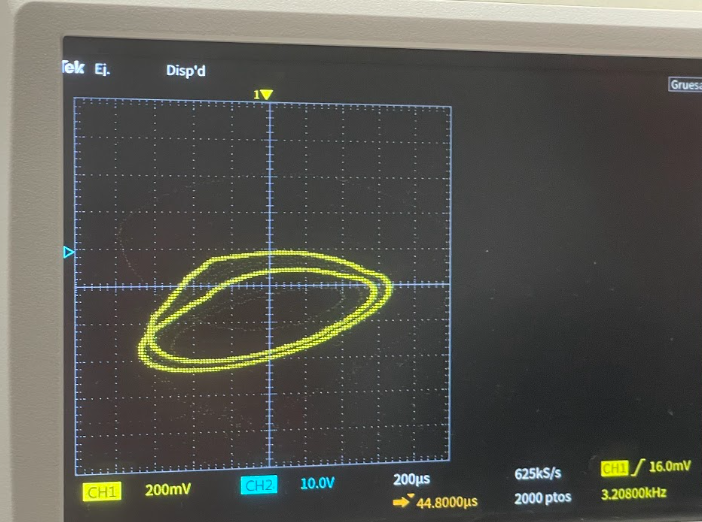 Tek Ej. Disp'd
Gruesa
1
CH1 200mV CH2 10.0V 200µs 625kS/s CH1 16.0mV
44.8000µs 2000 ptos 3.20800kHz